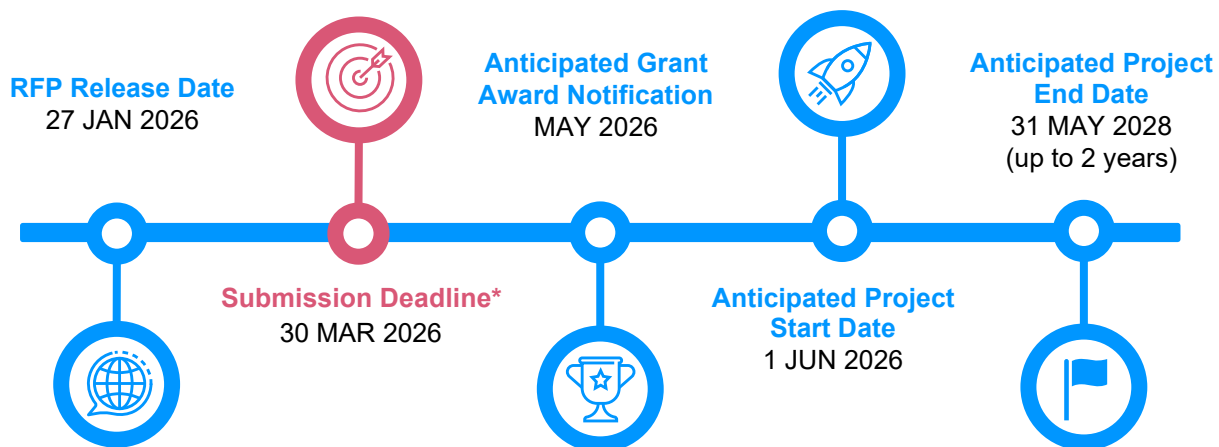 RFP Release Date
27 JAN 2026
Submission Deadline*
30 MAR 2026
Anticipated Grant
Award Notification
MAY 2026
Anticipated Project
Start Date
1 JUN 2026
Anticipated Project
End Date
31 MAY 2028
(up to 2 years)